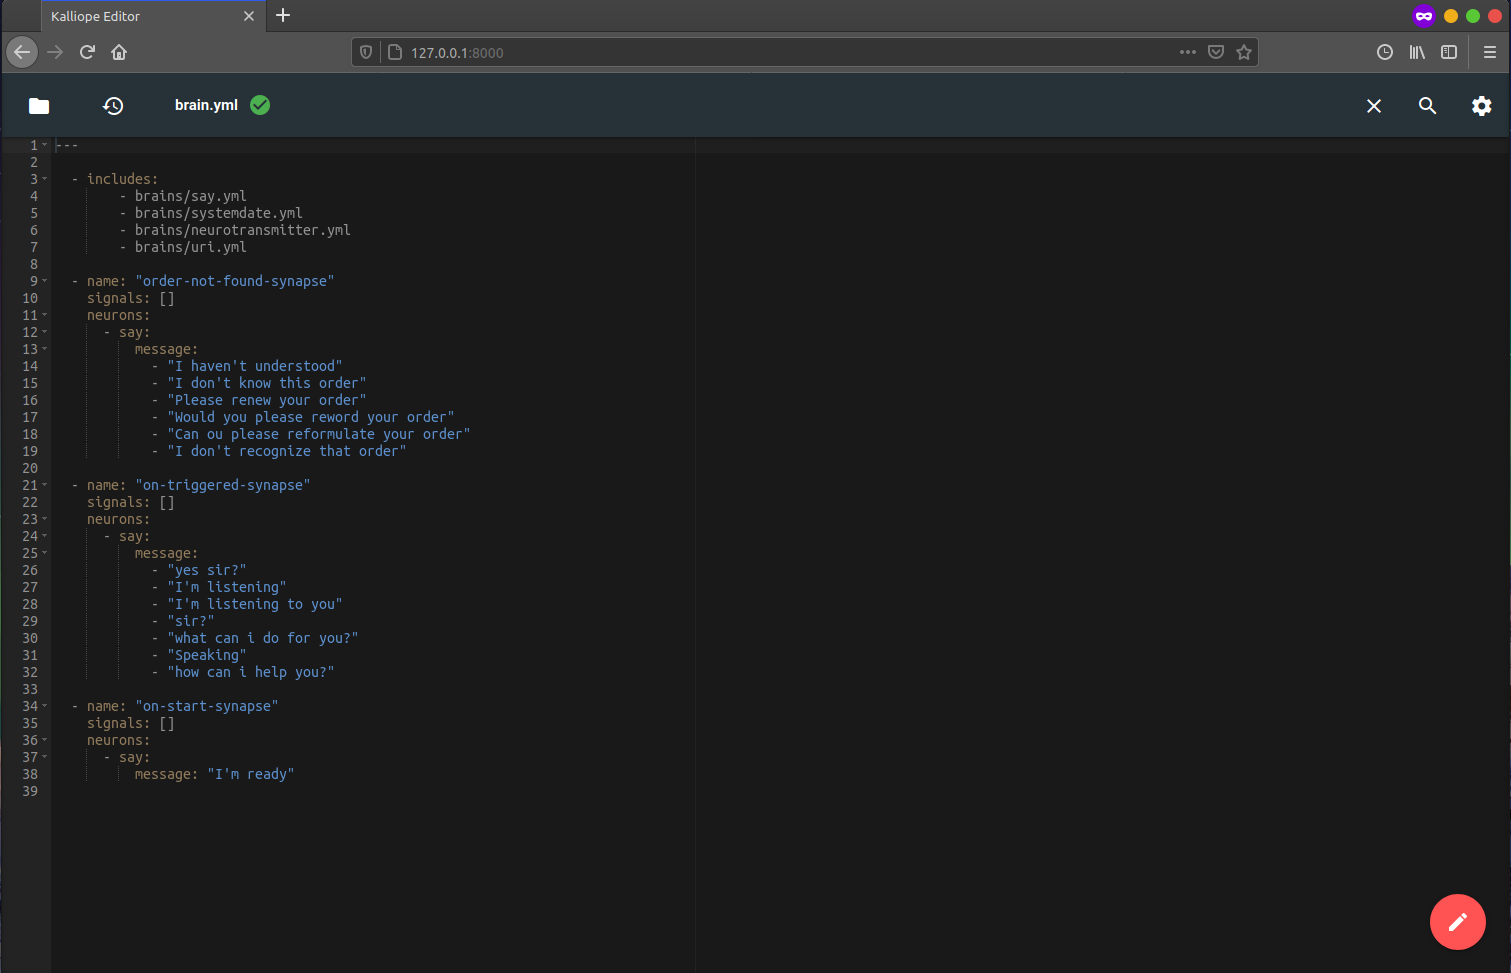 Kalliope Editor
127.0.0.1:8000
brain.yml
1 ---
2
3 - includes:
4 - brains/say.yml
5 - brains/systemdate.yml
6 - brains/neurotransmitter.yml
7 - brains/uri.yml
8
9 - name: "order-not-found-synapse"
10 signals: []
11 neurons:
12 - say:
13 message:
14 - "I haven't understood"
15 - "I don't know this order"
16 - "Please renew your order"
17 - "Would you please reword your order"
18 - "Can ou please reformulate your order"
19 - "I don't recognize that order"
20
21 - name: "on-triggered-synapse"
22 signals: []
23 neurons:
24 - say:
25 message:
26 - "yes sir?"
27 - "I'm listening"
28 - "I'm listening to you"
29 - "sir?"
30 - "what can i do for you?"
31 - "Speaking"
32 - "how can i help you?"
33
34 - name: "on-start-synapse"
35 signals: []
36 neurons:
37 - say:
38 message: "I'm ready"
39